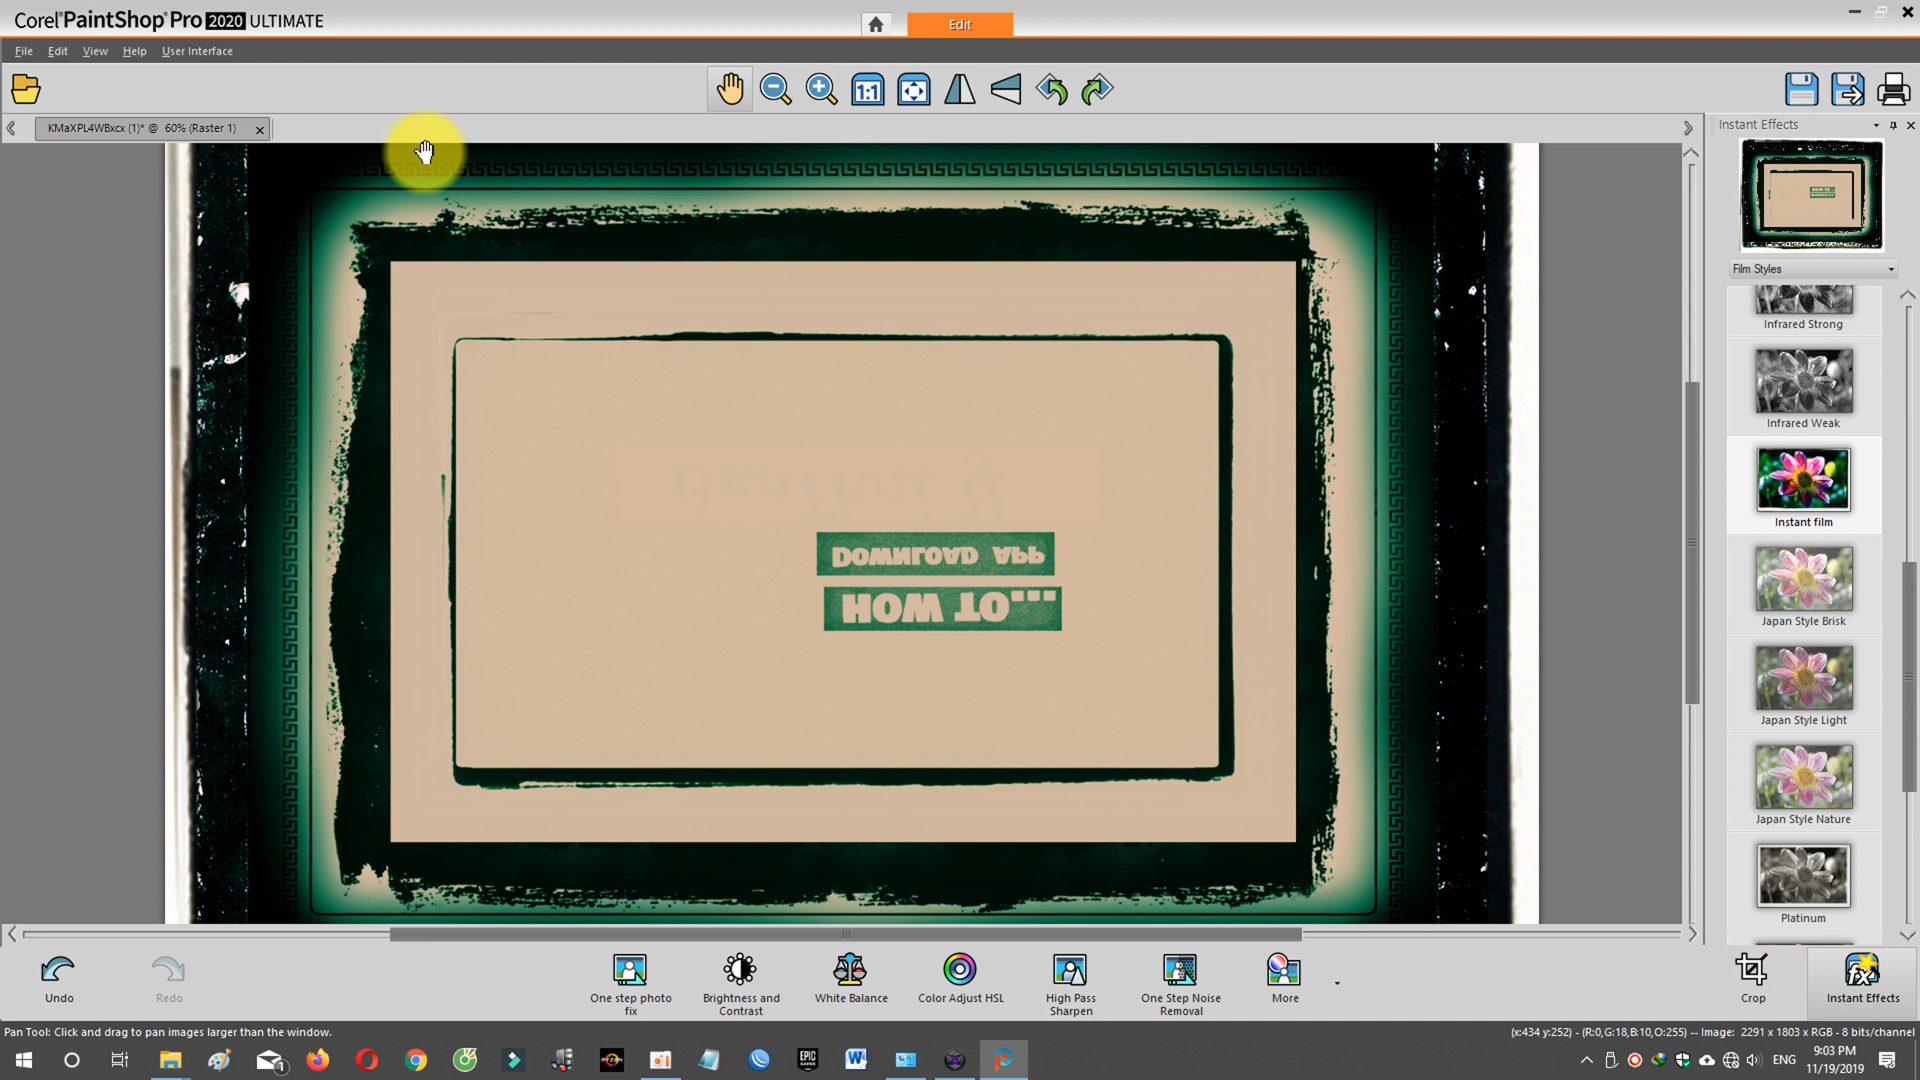 Corel PaintShop Pro 2020 ULTIMATE
Edit
File Edit View Help User Interface
1:1
KMaXPL4WBxcx (1)* @ 60% (Raster 1)
Instant Effects
Film Styles
Infrared Strong
Infrared Weak
Instant film
Japan Style Brisk
Japan Style Light
Japan Style Nature
Platinum
DOWNLOAD APP
HOW TO...
Undo
Redo
One step photo fix
Brightness and Contrast
White Balance
Color Adjust HSL
High Pass Sharpen
One Step Noise Removal
More
Crop
Instant Effects
Pan Tool: Click and drag to pan images larger than the window.
(x:434 y:252) - (R:0,G:18,B:10,O:255) -- Image: 2291 x 1803 x RGB - 8 bits/channel
RYZEN
EPIC GAMES
ENG
9:03 PM
11/19/2019